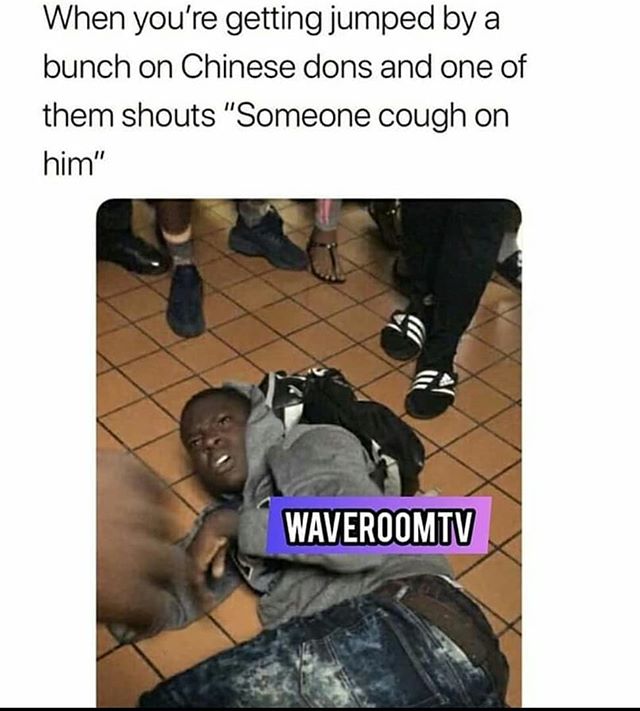 When you're getting jumped by a
bunch on Chinese dons and one of
them shouts "Someone cough on
him"
WAVEROOMTV